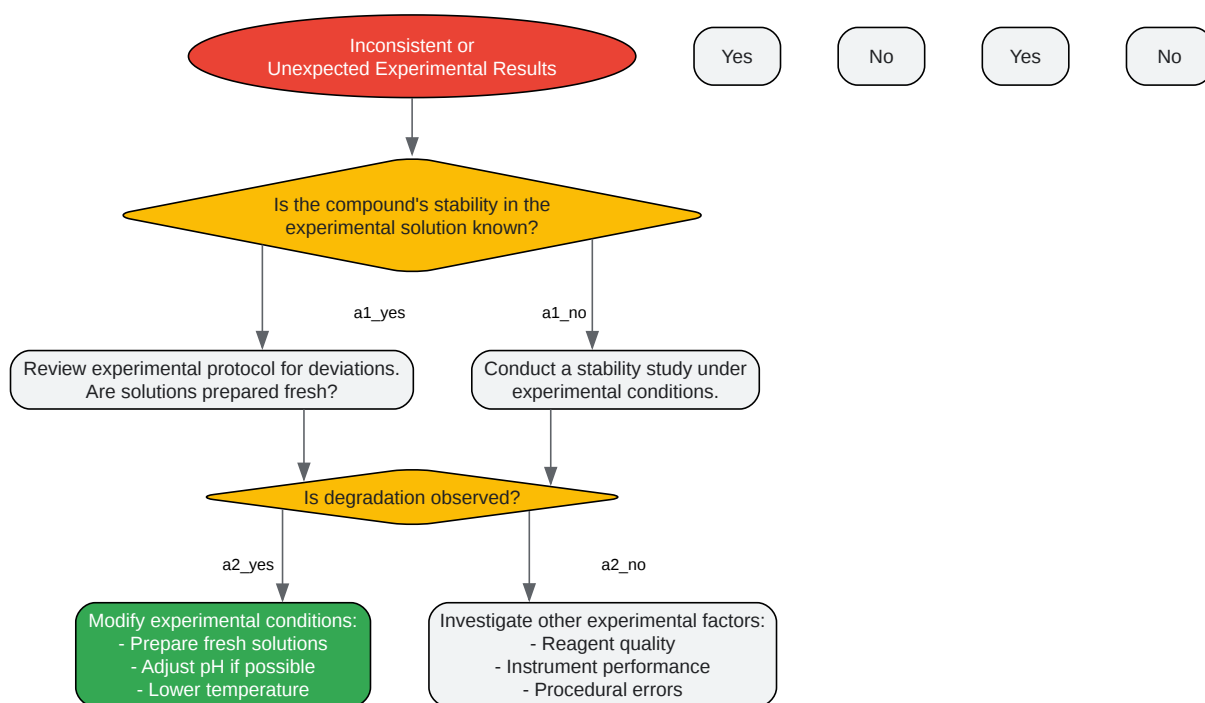 Inconsistent or
Unexpected Experimental Results
Yes
No
Yes
No
Is the compound's stability in the
experimental solution known?
a1_yes
a1_no
Review experimental protocol for deviations.
Are solutions prepared fresh?
Conduct a stability study under
experimental conditions.
Is degradation observed?
a2_yes
a2_no
Modify experimental conditions:
- Prepare fresh solutions
- Adjust pH if possible
- Lower temperature
Investigate other experimental factors:
- Reagent quality
- Instrument performance
- Procedural errors